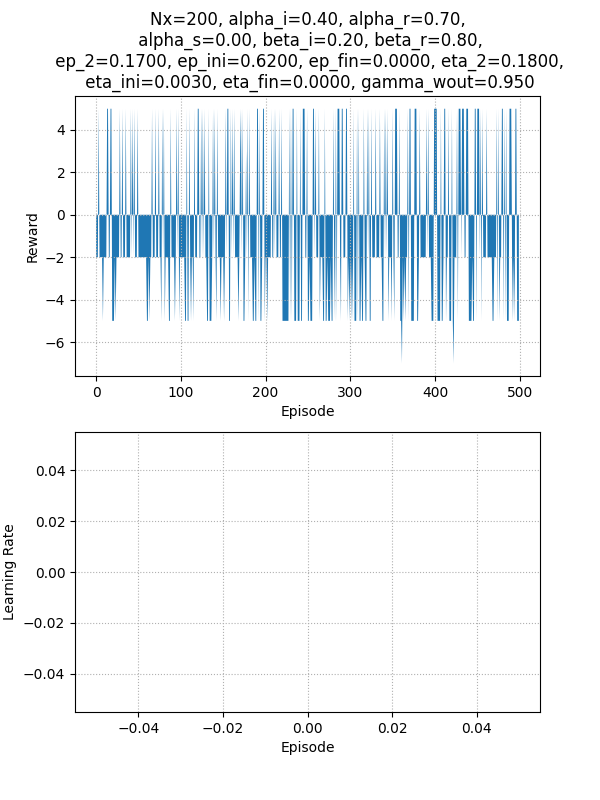 Nx=200, alpha_i=0.40, alpha_r=0.70,
alpha_s=0.00, beta_i=0.20, beta_r=0.80,
ep_2=0.1700, ep_ini=0.6200, ep_fin=0.0000, eta_2=0.1800,
eta_ini=0.0030, eta_fin=0.0000, gamma_wout=0.950
4
2
0
−2
−4
−6
Reward
0 100 200 300 400 500
Episode
0.04
0.02
0.00
−0.02
−0.04
Learning Rate
−0.04 −0.02 0.00 0.02 0.04
Episode